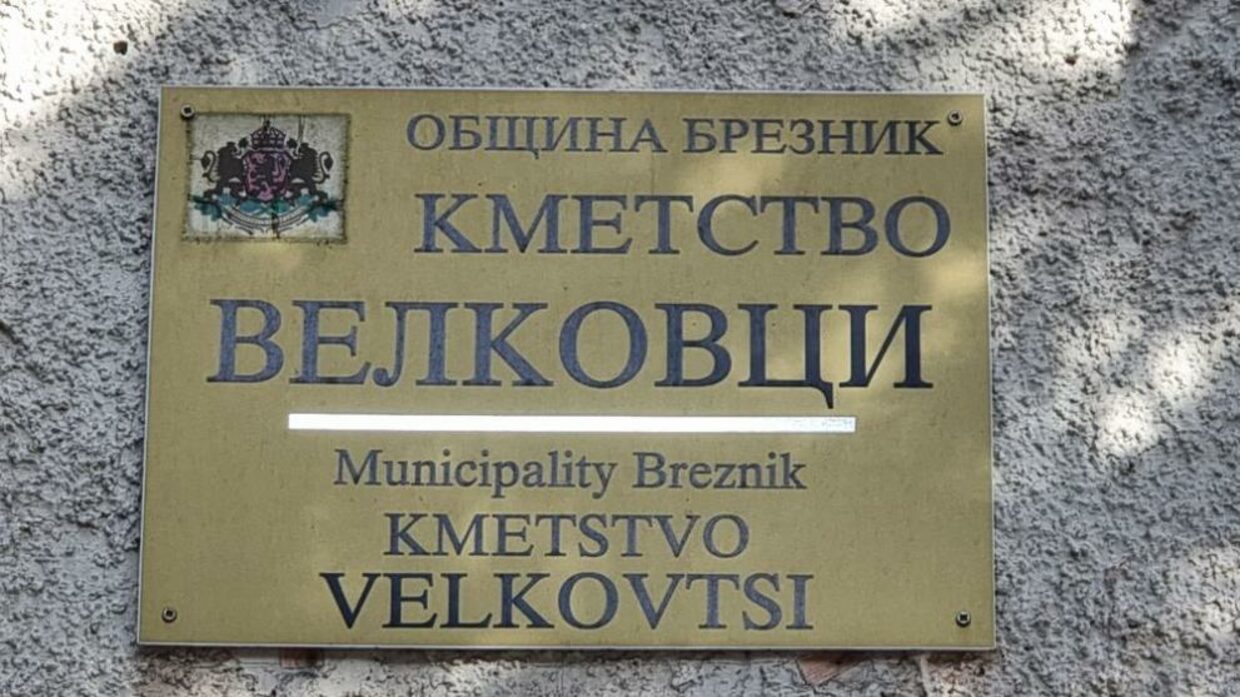 ОБЩИНА БРЕЗНИК
КМЕТСТВО
ВЕЛКОВЦИ
Municipality Breznik
KMETSTVO
VELKOVTSI